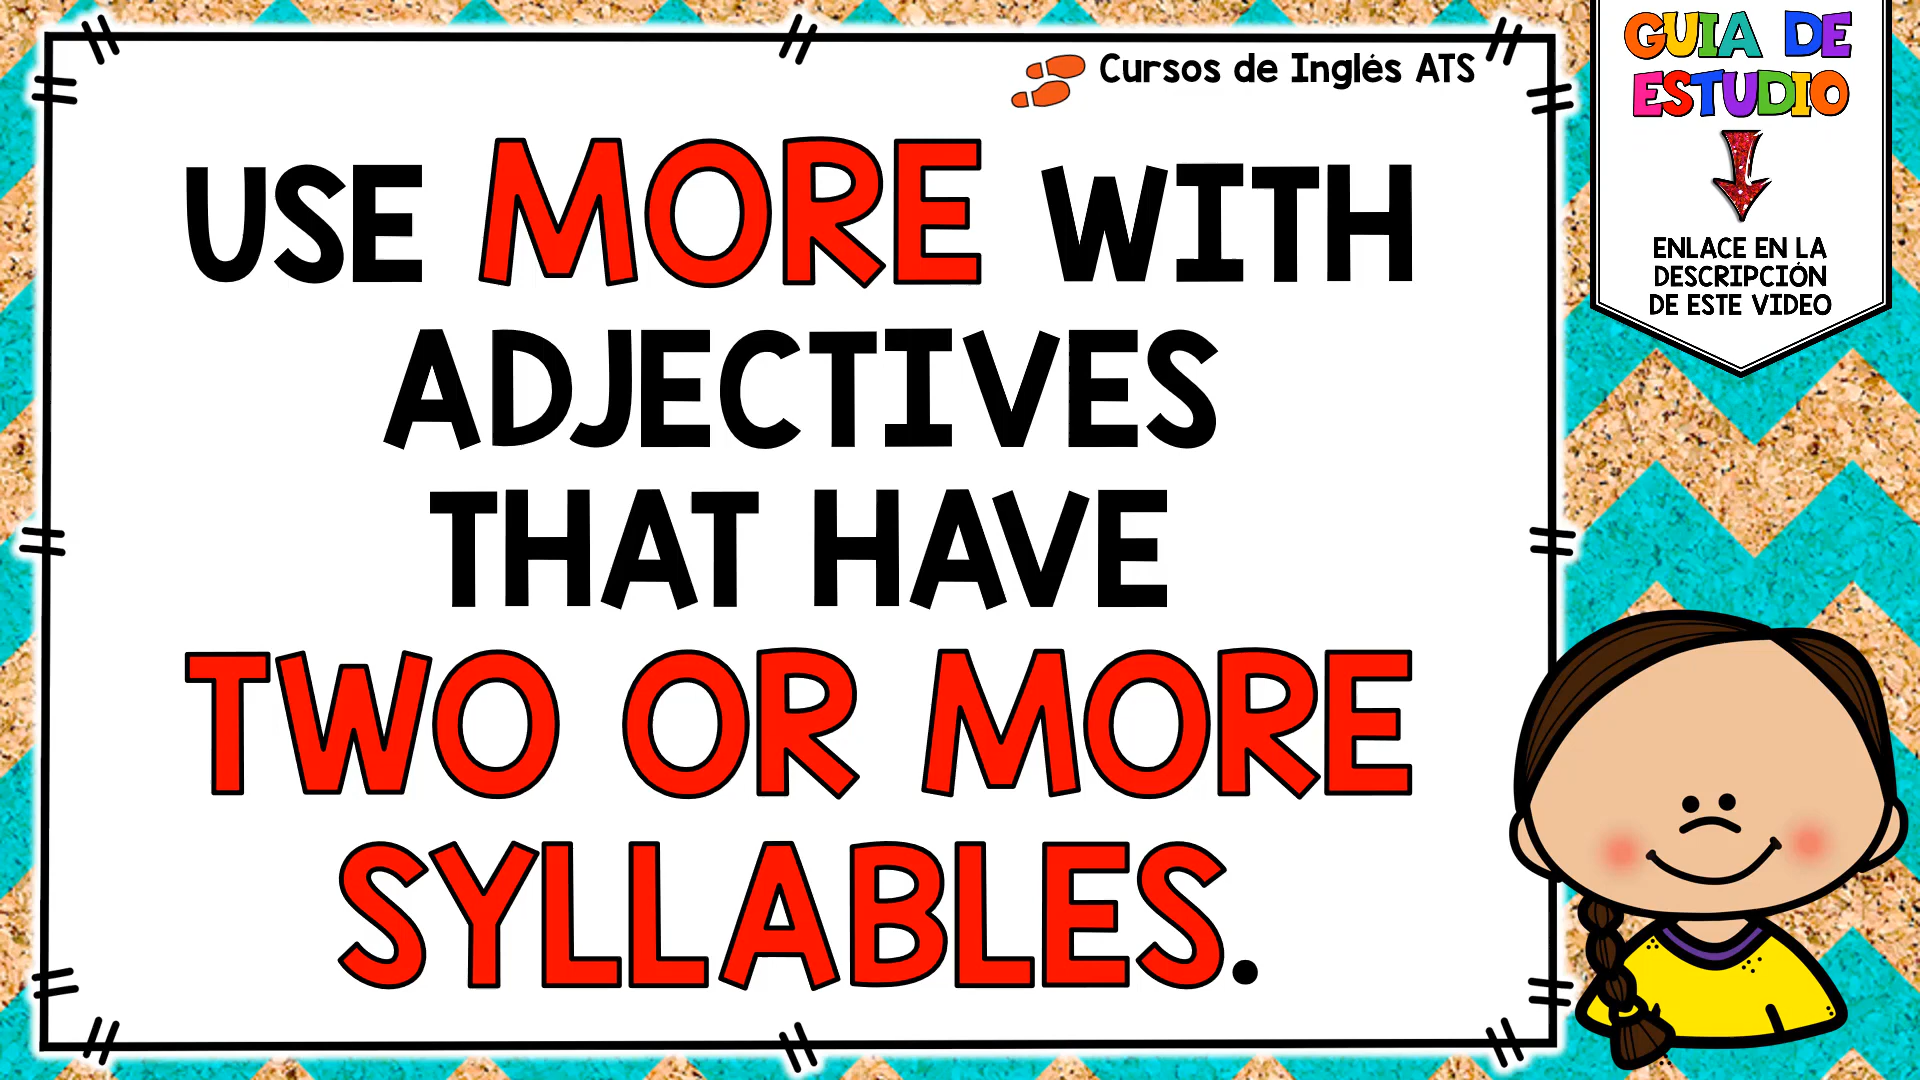 Cursos de Inglés ATS
USE MORE WITH
ADJECTIVES
THAT HAVE
TWO OR MORE
SYLLABLES.
GUIA DE
ESTUDIO
ENLACE EN LA
DESCRIPCIÓN
DE ESTE VIDEO